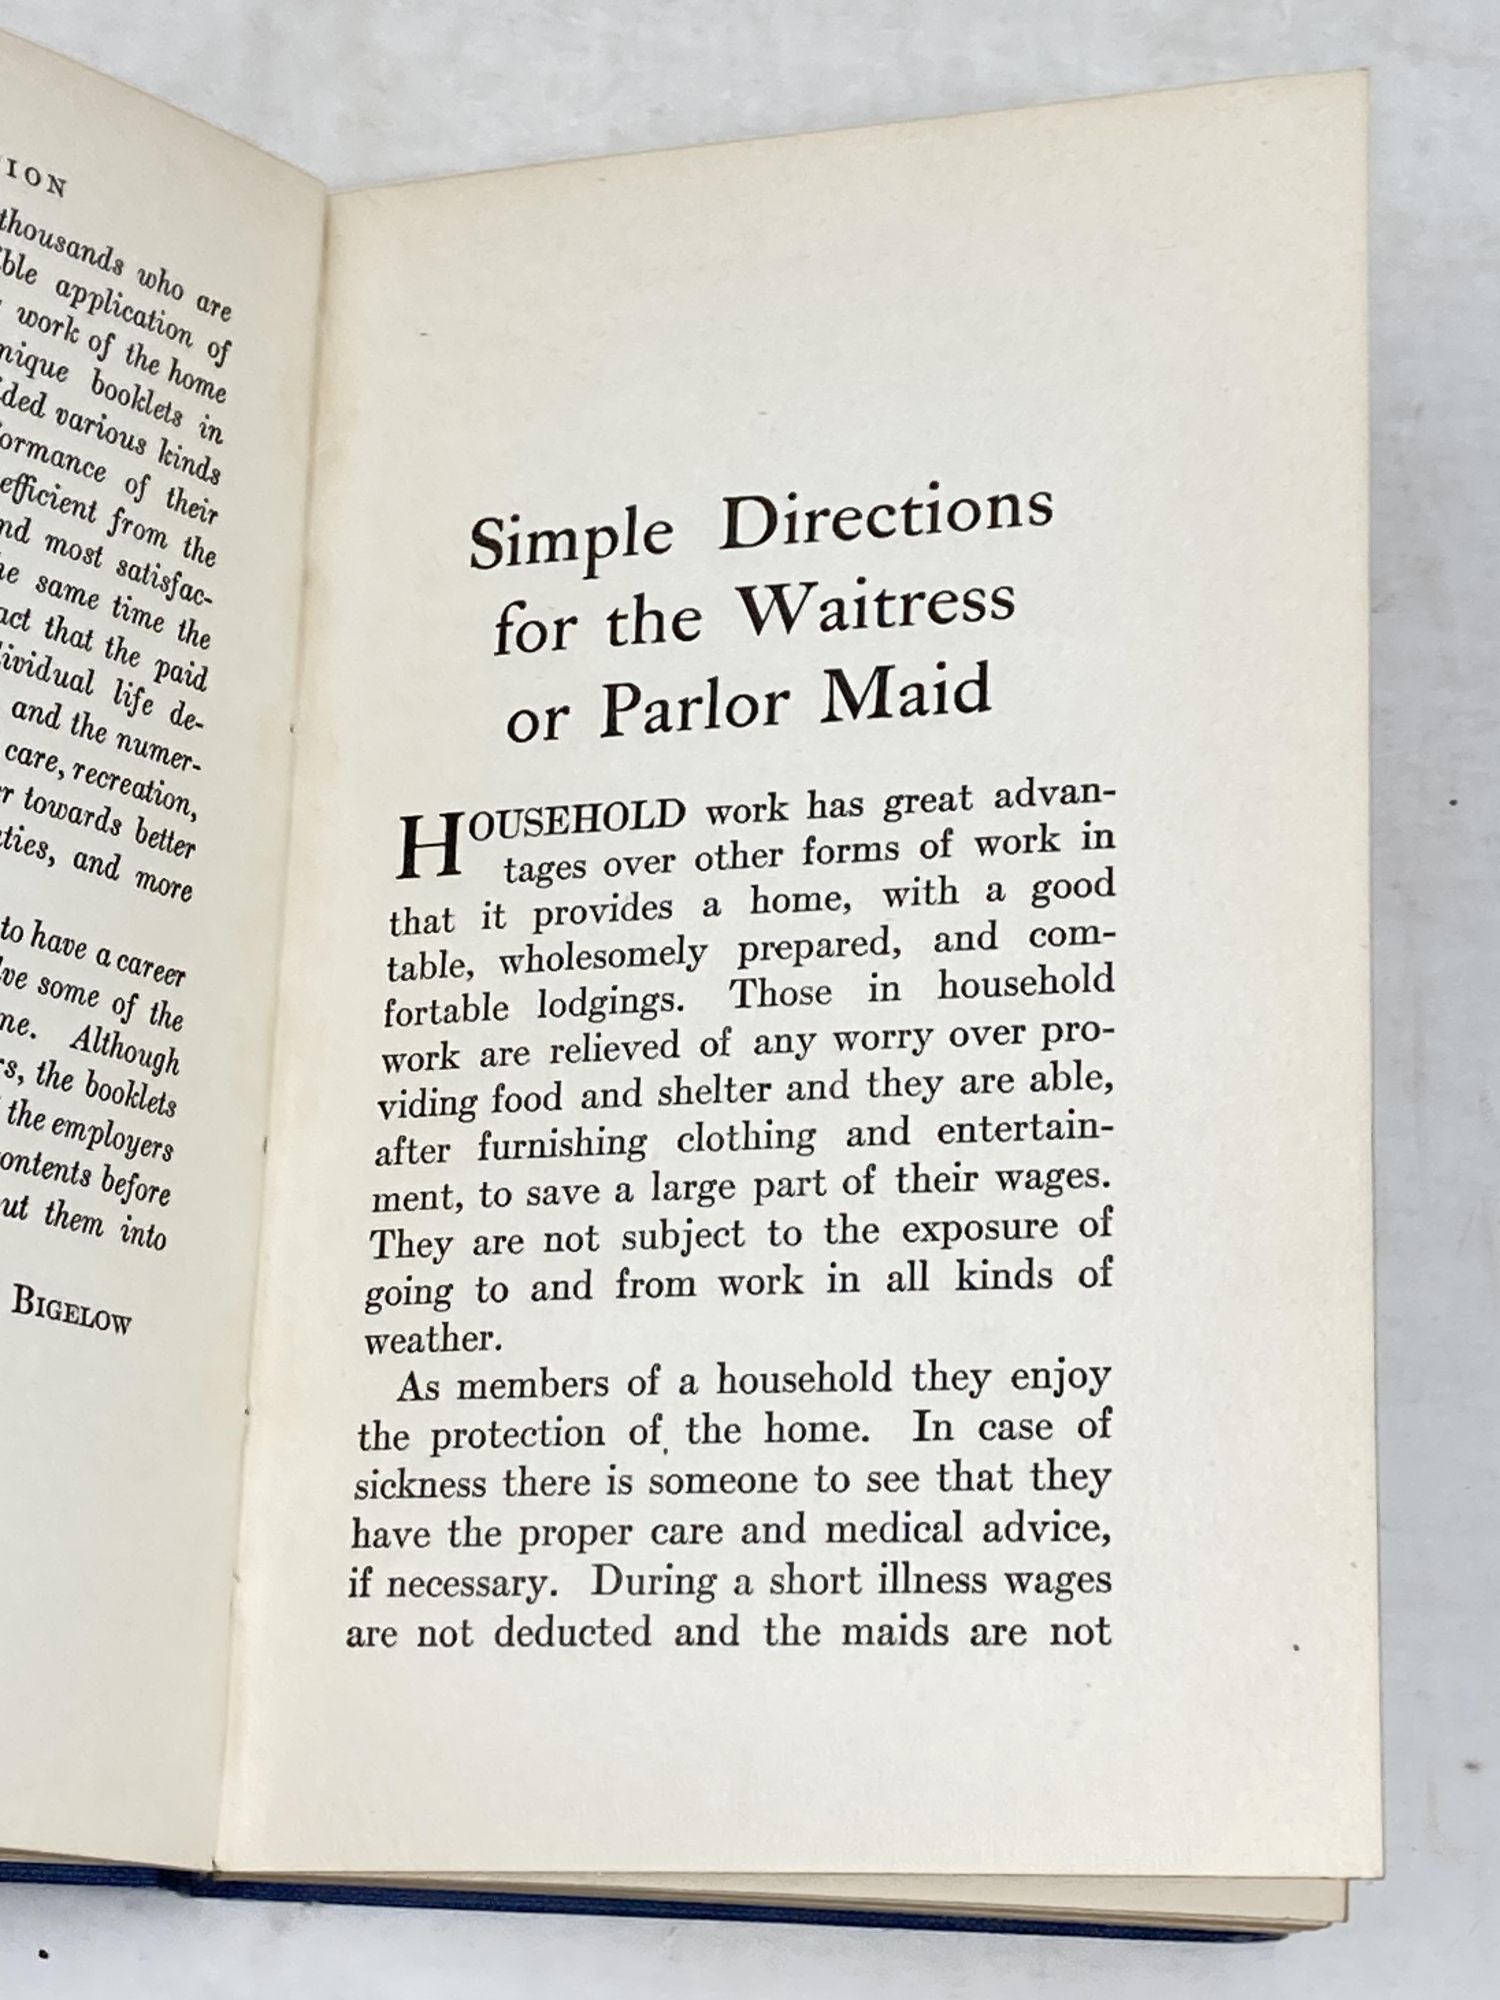 ION
thousands who are
ble application of
work of the home
nique booklets in
ded various kinds
formance of their
efficient from the
nd most satisfac-
he same time the
act that the paid
dividual life de-
and the numer-
care, recreation,
r towards better
ties, and more
to have a career
lve some of the
me. Although
rs, the booklets
the employers
contents before
ut them into
BIGELOW
Simple Directions
for the Waitress
or Parlor Maid
HOUSEHOLD work has great advan-
tages over other forms of work in
that it provides a home, with a good
table, wholesomely prepared, and com-
fortable lodgings. Those in household
work are relieved of any worry over pro-
viding food and shelter and they are able,
after furnishing clothing and entertain-
ment, to save a large part of their wages.
They are not subject to the exposure of
going to and from work in all kinds of
weather.
As members of a household they enjoy
the protection of the home. In case of
sickness there is someone to see that they
have the proper care and medical advice,
if necessary. During a short illness wages
are not deducted and the maids are not